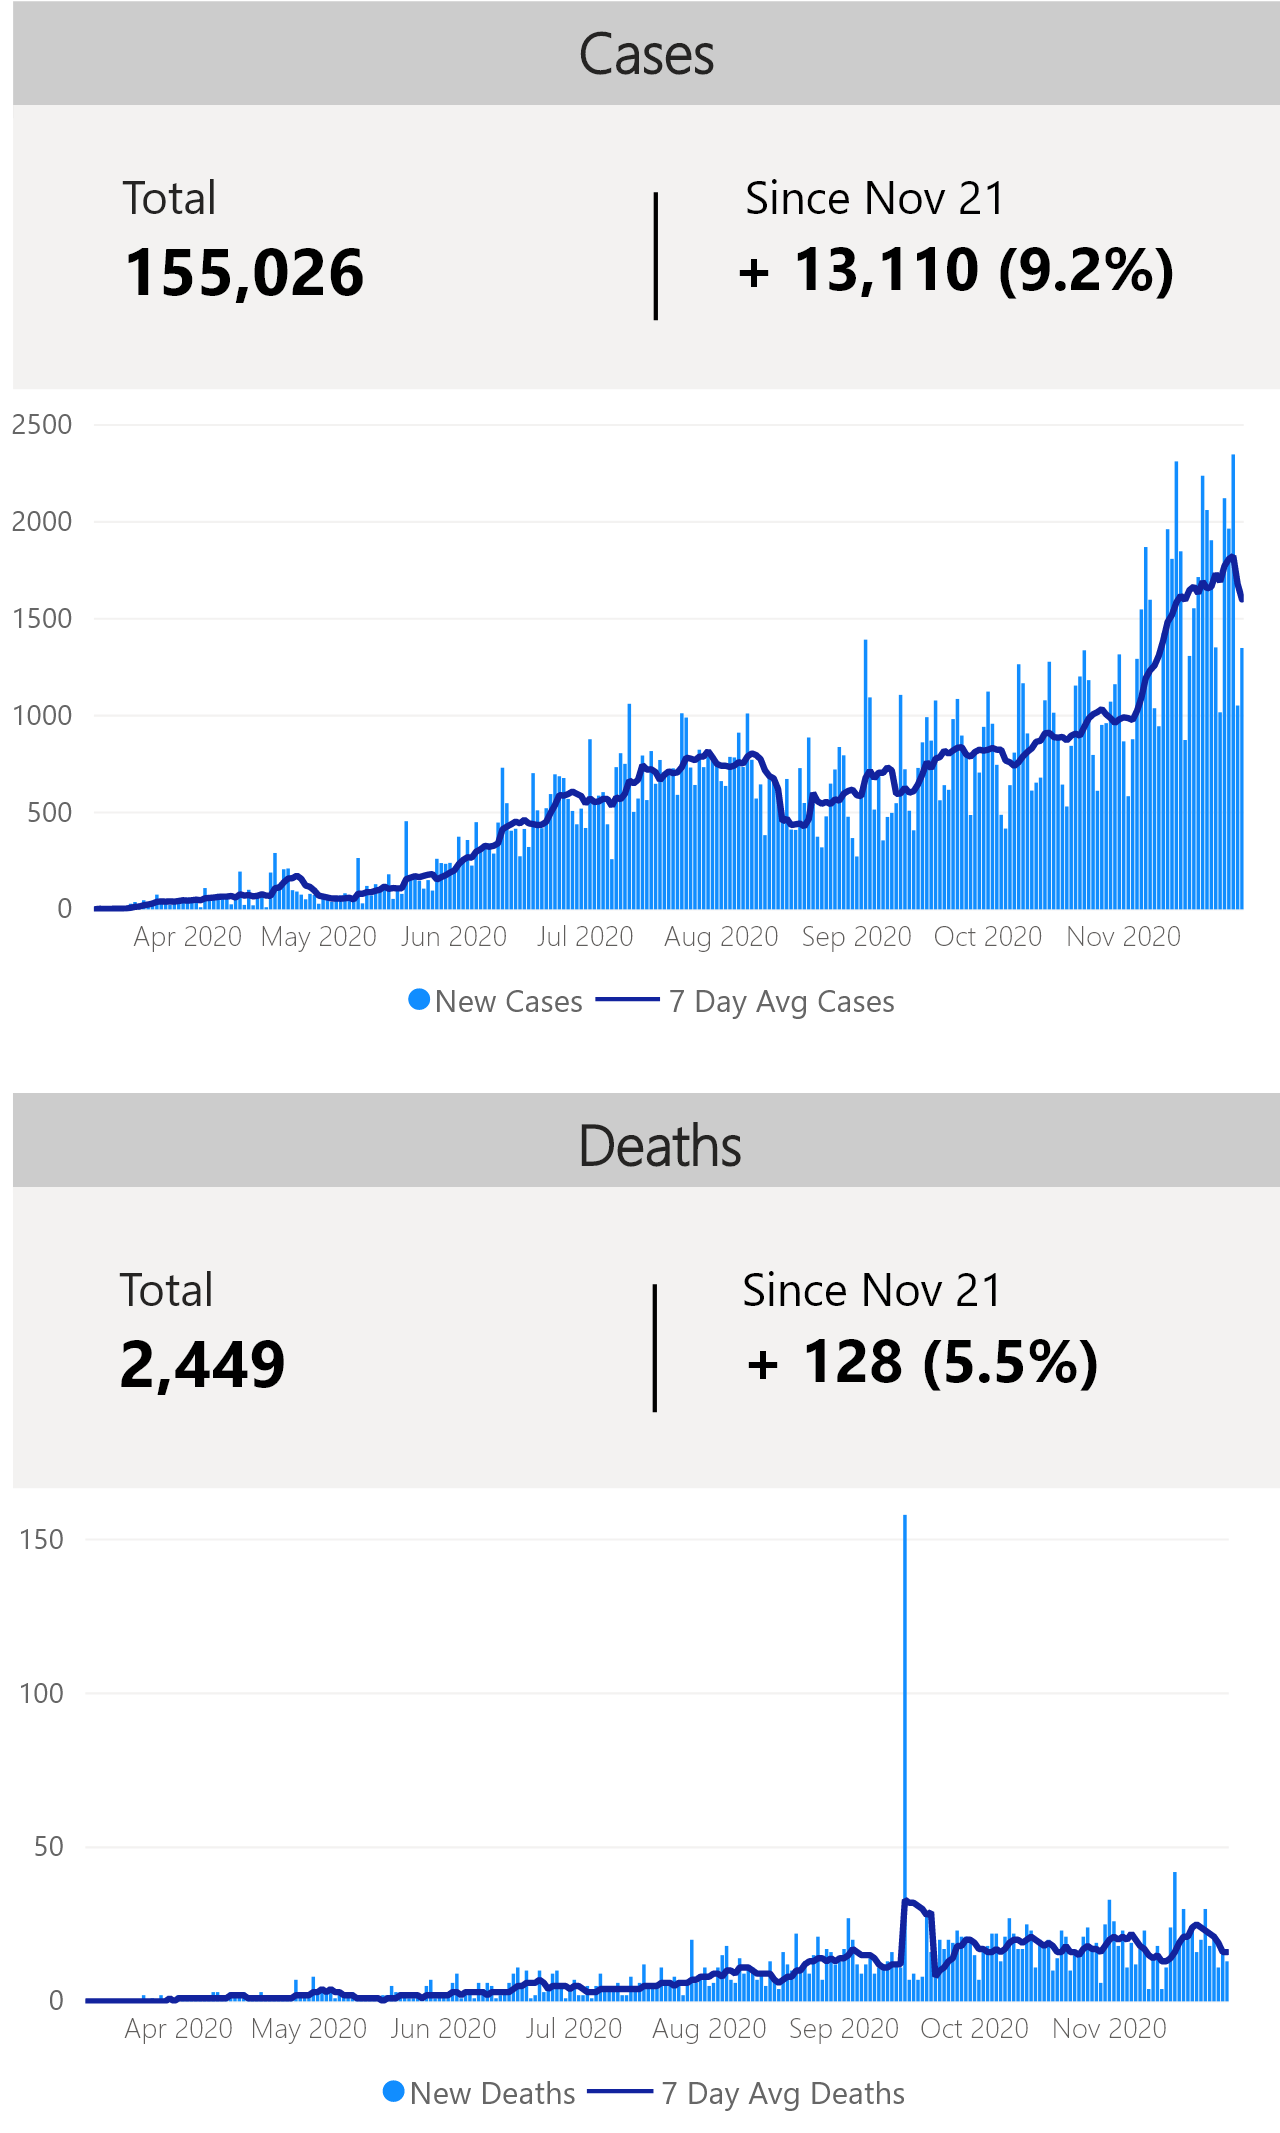 Cases
Total
Since Nov 21
155,026
+ 13,110 (9.2%)
2500
2000
1500
1000
500
0
Apr 2020 May 2020 Jun 2020 Jul 2020 Aug 2020 Sep 2020 Oct 2020 Nov 2020
New Cases 7 Day Avg Cases
Deaths
Total
Since Nov 21
2,449
+ 128 (5.5%)
150
100
50
0
Apr 2020 May 2020 Jun 2020 Jul 2020 Aug 2020 Sep 2020 Oct 2020 Nov 2020
New Deaths 7 Day Avg Deaths